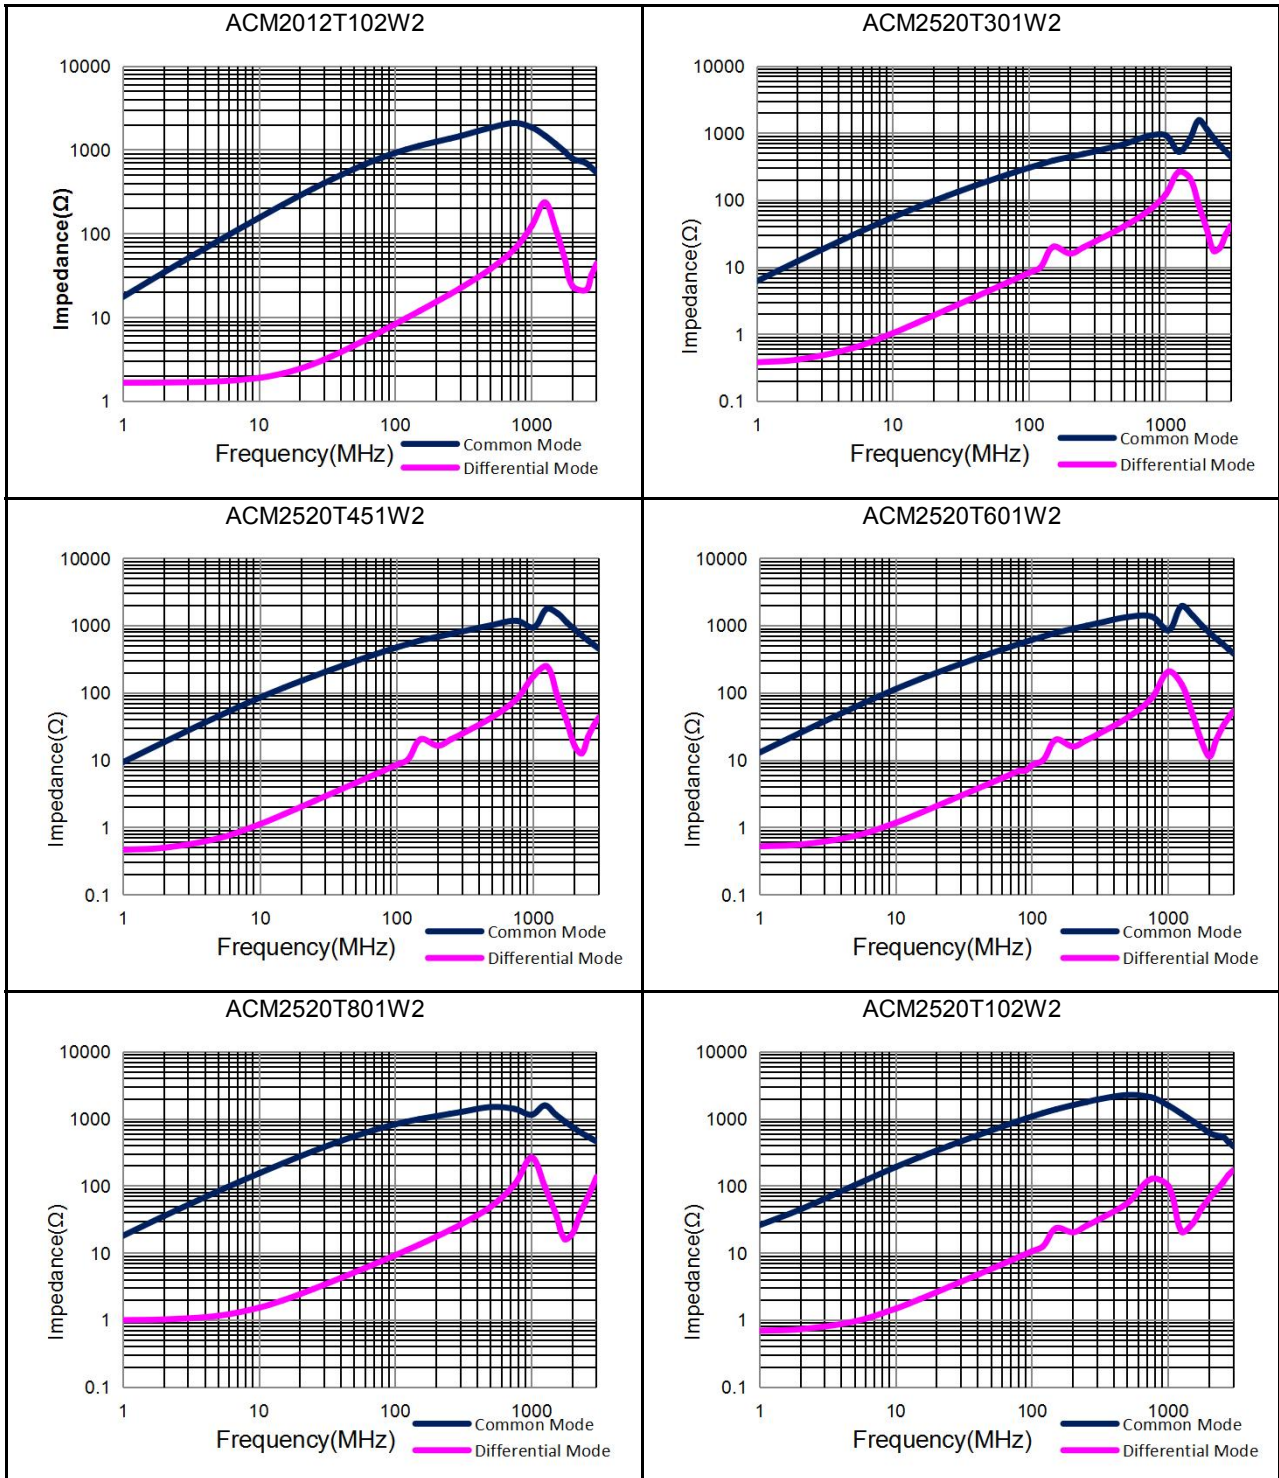 ACM2012T102W2
10000
1000
100
10
1
Impedance(Ω)
1 10 100 1000
Frequency(MHz)
Common Mode
Differential Mode
ACM2520T301W2
10000
1000
100
10
1
0.1
Impedance(Ω)
1 10 100 1000
Frequency(MHz)
Common Mode
Differential Mode
ACM2520T451W2
10000
1000
100
10
1
0.1
Impedance(Ω)
1 10 100 1000
Frequency(MHz)
Common Mode
Differential Mode
ACM2520T601W2
10000
1000
100
10
1
0.1
Impedance(Ω)
1 10 100 1000
Frequency(MHz)
Common Mode
Differential Mode
ACM2520T801W2
10000
1000
100
10
1
0.1
Impedance(Ω)
1 10 100 1000
Frequency(MHz)
Common Mode
Differential Mode
ACM2520T102W2
10000
1000
100
10
1
0.1
Impedance(Ω)
1 10 100 1000
Frequency(MHz)
Common Mode
Differential Mode